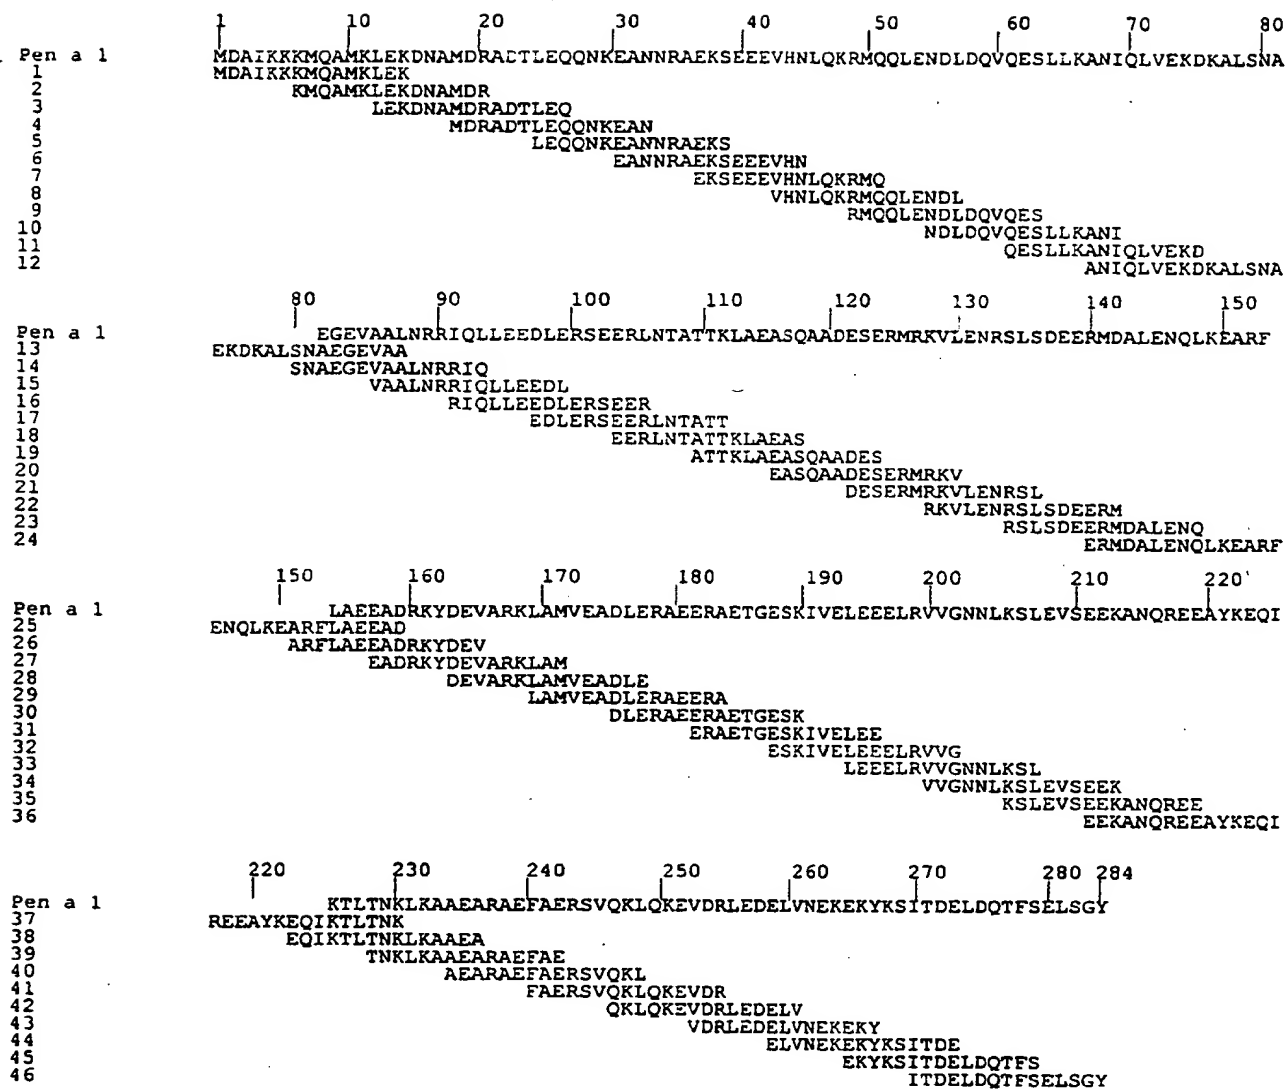 1 10 20 30 40 50 60 70 80
Pen a 1 MDAIKKKMQAMKLEKDNAMDRADTLEQQNKEANNRAEKSEEEVHNLQKRMQQLENDLDQVQESLLKANIQLVEKDKALSNA
1 MDAIKKKMQAMKLEK
2 KMQAMKLEKDNAMDR
3 LEKDNAMDRADTLEQ
4 MDRADTLEQQNKEAN
5 LEQQNKEANNRAEKS
6 EANNRAEKSEEEVHN
7 EKSEEEVHNLQKRMQ
8 VHNLQKRMQQLENDL
9 RMQQLENDLDQVQES
10 NDLDQVQESLLKANI
11 QESLLKANIQLVEKD
12 ANIQLVEKDKALSNA
80 90 100 110 120 130 140 150
Pen a 1 EGEVAALNRRIQLLEEDLERSEERLNTATTKLAEASQAADESERMRKVLENRSLSDEERMDALENQLKEARF
13 EKDKALSNAEGEVAA
14 SNAEGEVAALNRRIQ
15 VAALNRRIQLLEEDL
16 RIQLLEEDLERSEER
17 EDLERSEERLNTATT
18 EERLNTATTKLAEAS
19 ATTKLAEASQAADES
20 EASQAADESERMRKV
21 DESERMRKVLENRSL
22 RKVLENRSLSDEERM
23 RSLSDEERMDALENQ
24 ERMDALENQLKEARF
150 160 170 180 190 200 210 220
Pen a 1 LAEEADRKYDEVARKLAMVEADLERAEERAETGESKIVELEEELRVVGNNLKSLEVSEEKANQREEAYKEQI
25 ENQLKEARFLAEEAD
26 ARFLAEEADRKYDEV
27 EADRKYDEVARKLAM
28 DEVARKLAMVEADLE
29 LAMVEADLERAEERA
30 DLERAEERAETGESK
31 ERAETGESKIVELEE
32 ESKIVELEEELRVVG
33 LEEELRVVGNNLKSL
34 VVGNNLKSLEVSEEK
35 KSLEVSEEKANQREE
36 EEKANQREEAYKEQI
220 230 240 250 260 270 280 284
Pen a 1 KTLTNKLKAAEARAEFAERSVQKLQKEVDRLEDELVNEKEKYKSITDELDQTFSELSGY
37 REEAYKEQIKTLTNK
38 EQIKTLTNKLKAAEA
39 TNKLKAAEARAEFAE
40 AEARAEFAERSVQKL
41 FAERSVQKLQKEVDR
42 QKLQKEVDRLEDELV
43 VDRLEDELVNEKEKY
44 ELVNEKEKYKSITDE
45 EKYKSITDELDQTFS
46 ITDELDQTFSELSGY